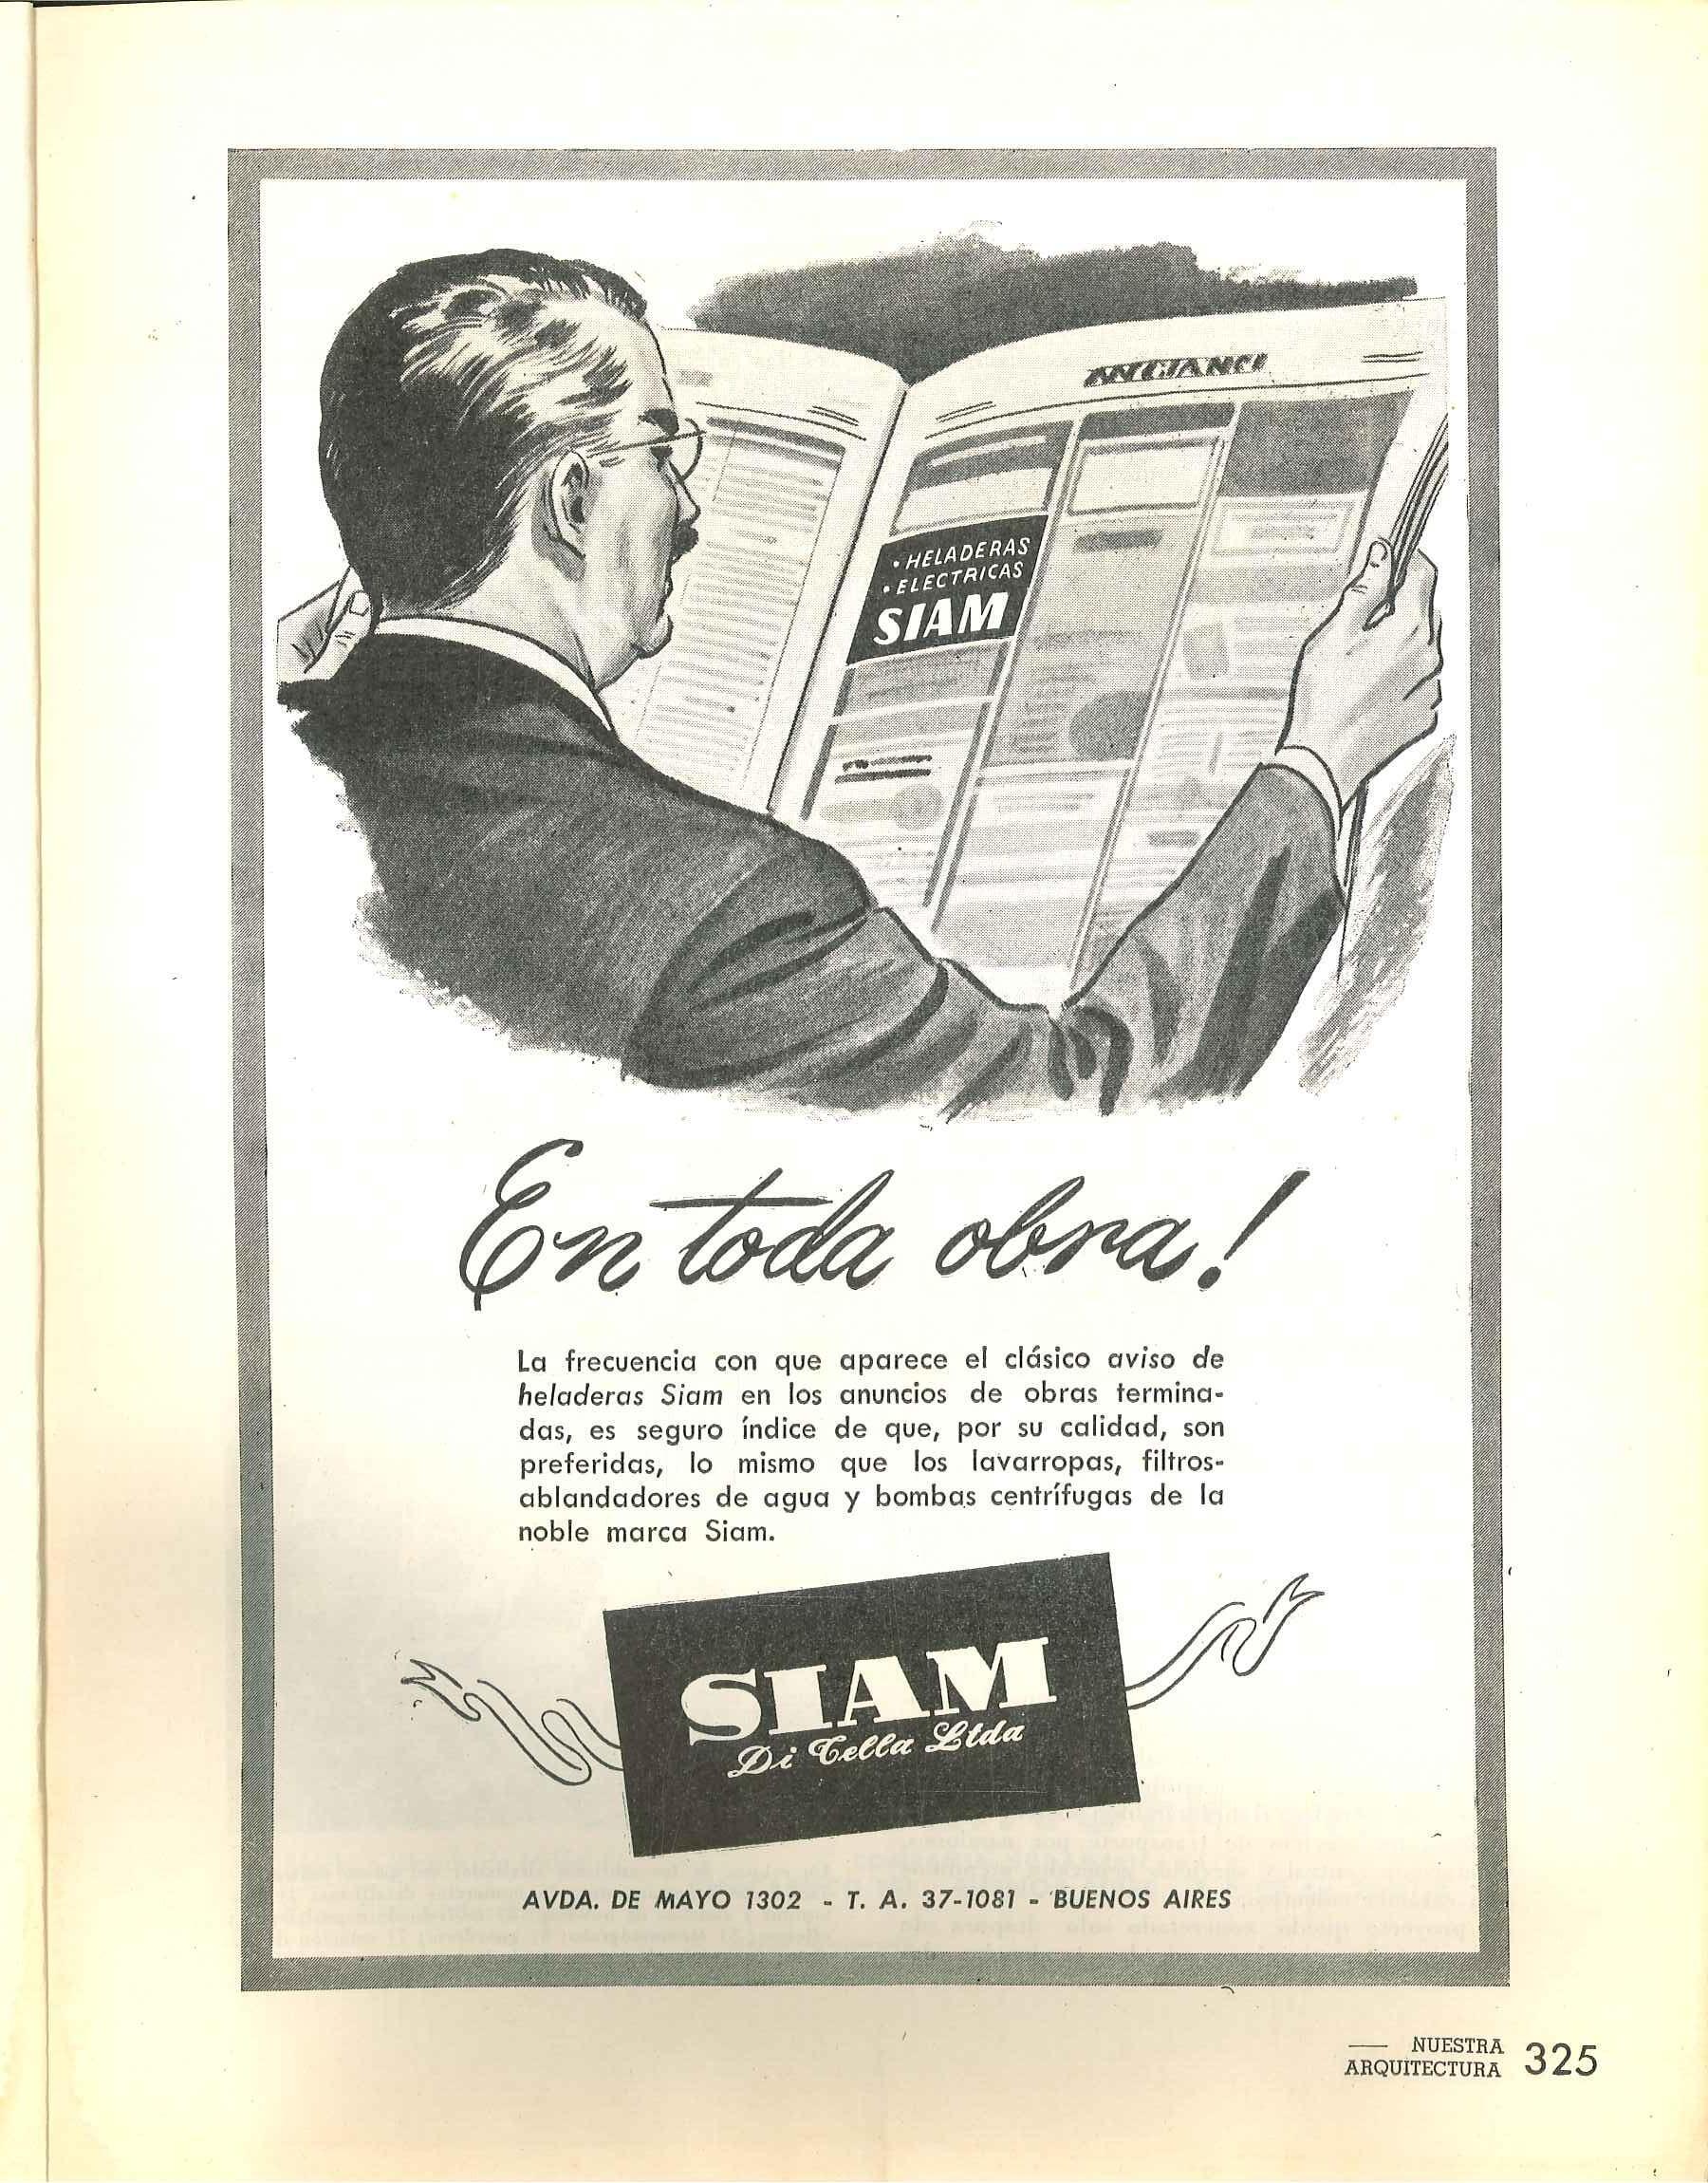 • HELADERAS
• ELECTRICAS
SIAM
En toda obra!
La frecuencia con que aparece el clásico aviso de
heladeras Siam en los anuncios de obras termina-
das, es seguro índice de que, por su calidad, son
preferidas, lo mismo que los lavarropas, filtros-
ablandadores de agua y bombas centrífugas de la
noble marca Siam.
SIAM
Di Tella Ltda
AVDA. DE MAYO 1302 - T. A. 37-1081 - BUENOS AIRES
— NUESTRA
ARQUITECTURA 325